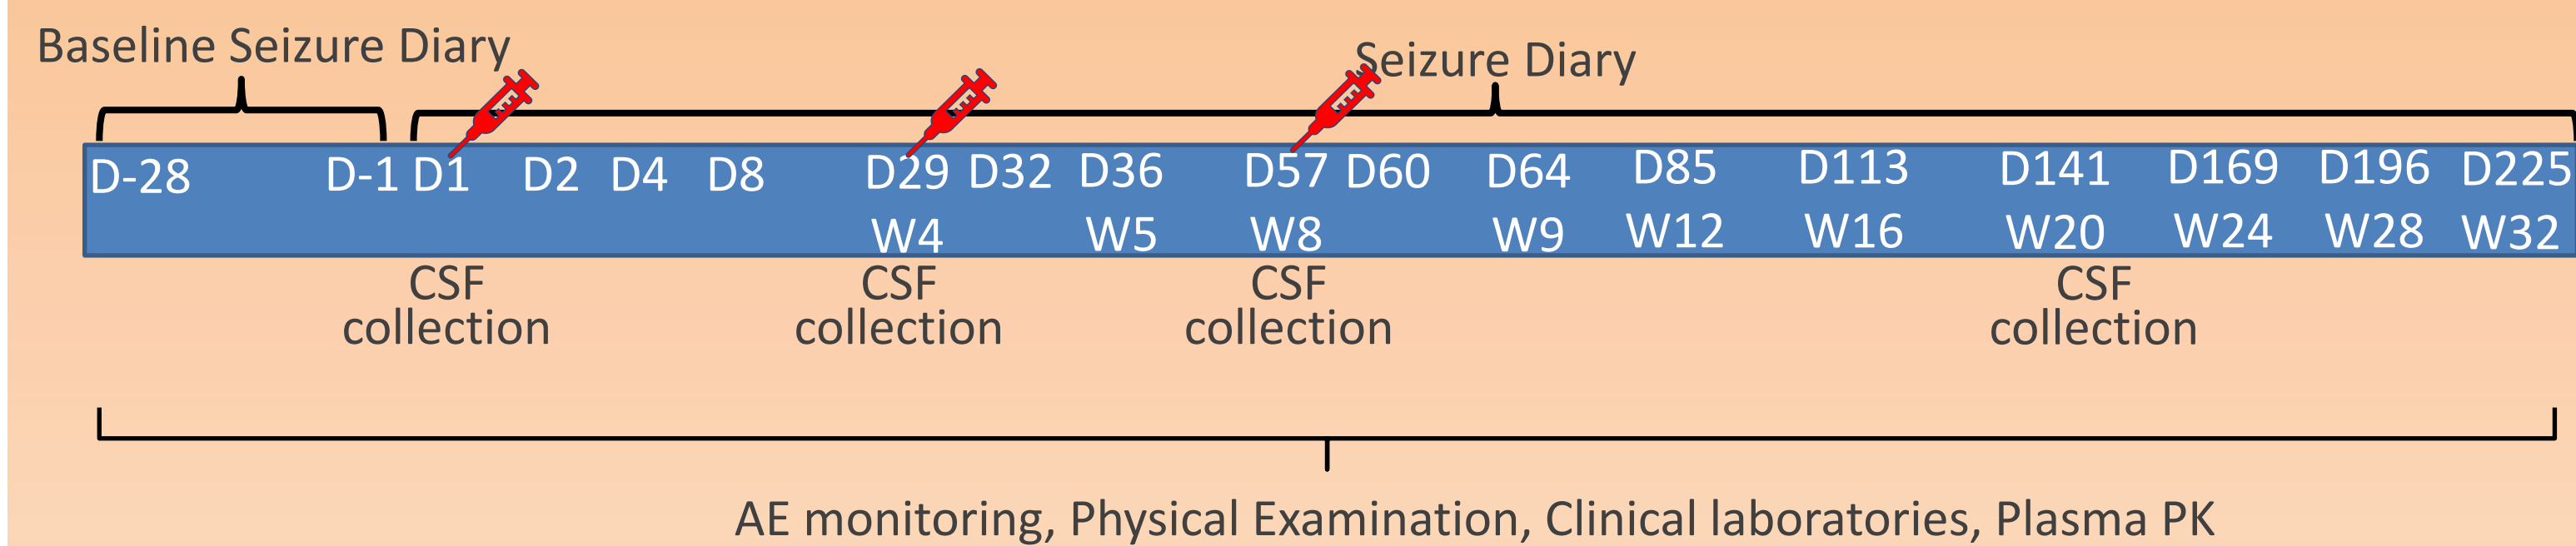 Baseline Seizure Diary
Seizure Diary
D-28 D-1 D1 D2 D4 D8 D29 D32 D36 D57 D60 D64 D85 D113 D141 D169 D196 D225
W4 W5 W8 W9 W12 W16 W20 W24 W28 W32
CSF CSF CSF CSF
collection collection collection collection
AE monitoring, Physical Examination, Clinical laboratories, Plasma PK